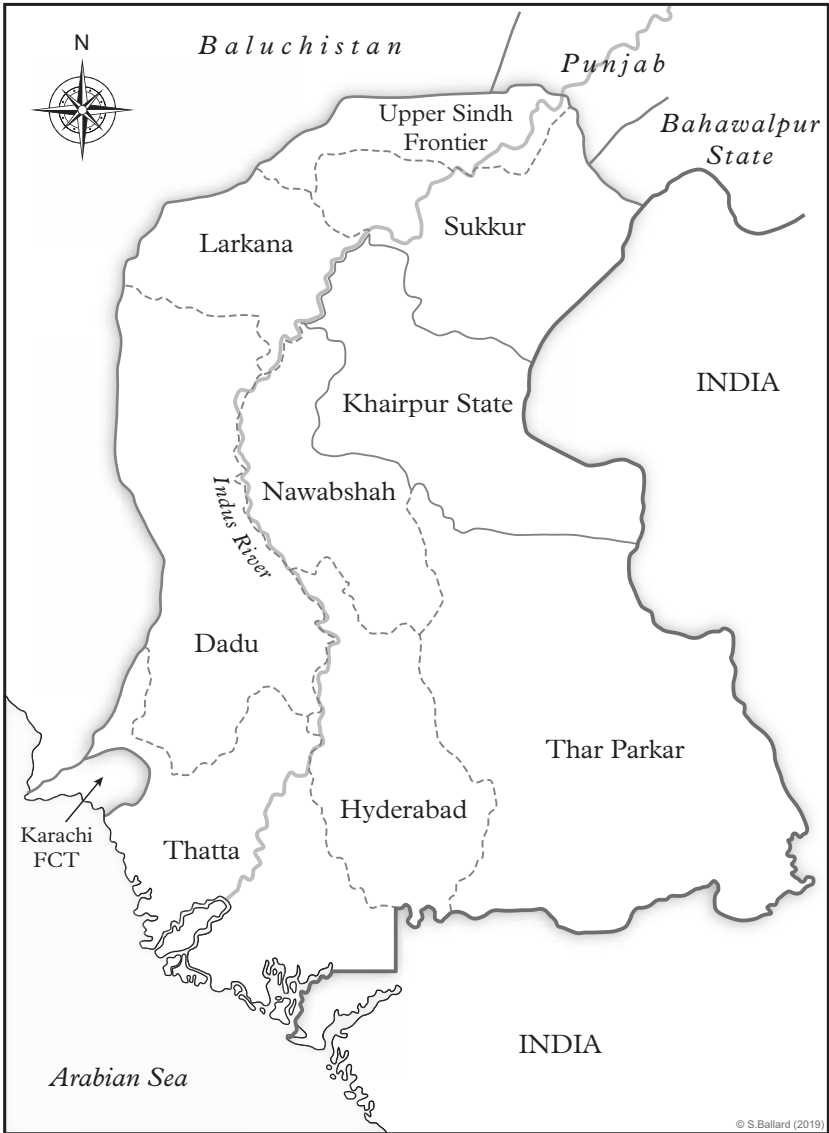 N
Baluchistan
Punjab
Upper Sindh
Frontier
Bahawalpur
State
Larkana
Sukkur
INDIA
Khairpur State
Nawabshah
Indus River
Dadu
Thar Parkar
Hyderabad
Karachi
FCT
Thatta
INDIA
Arabian Sea
© S.Ballard (2019)